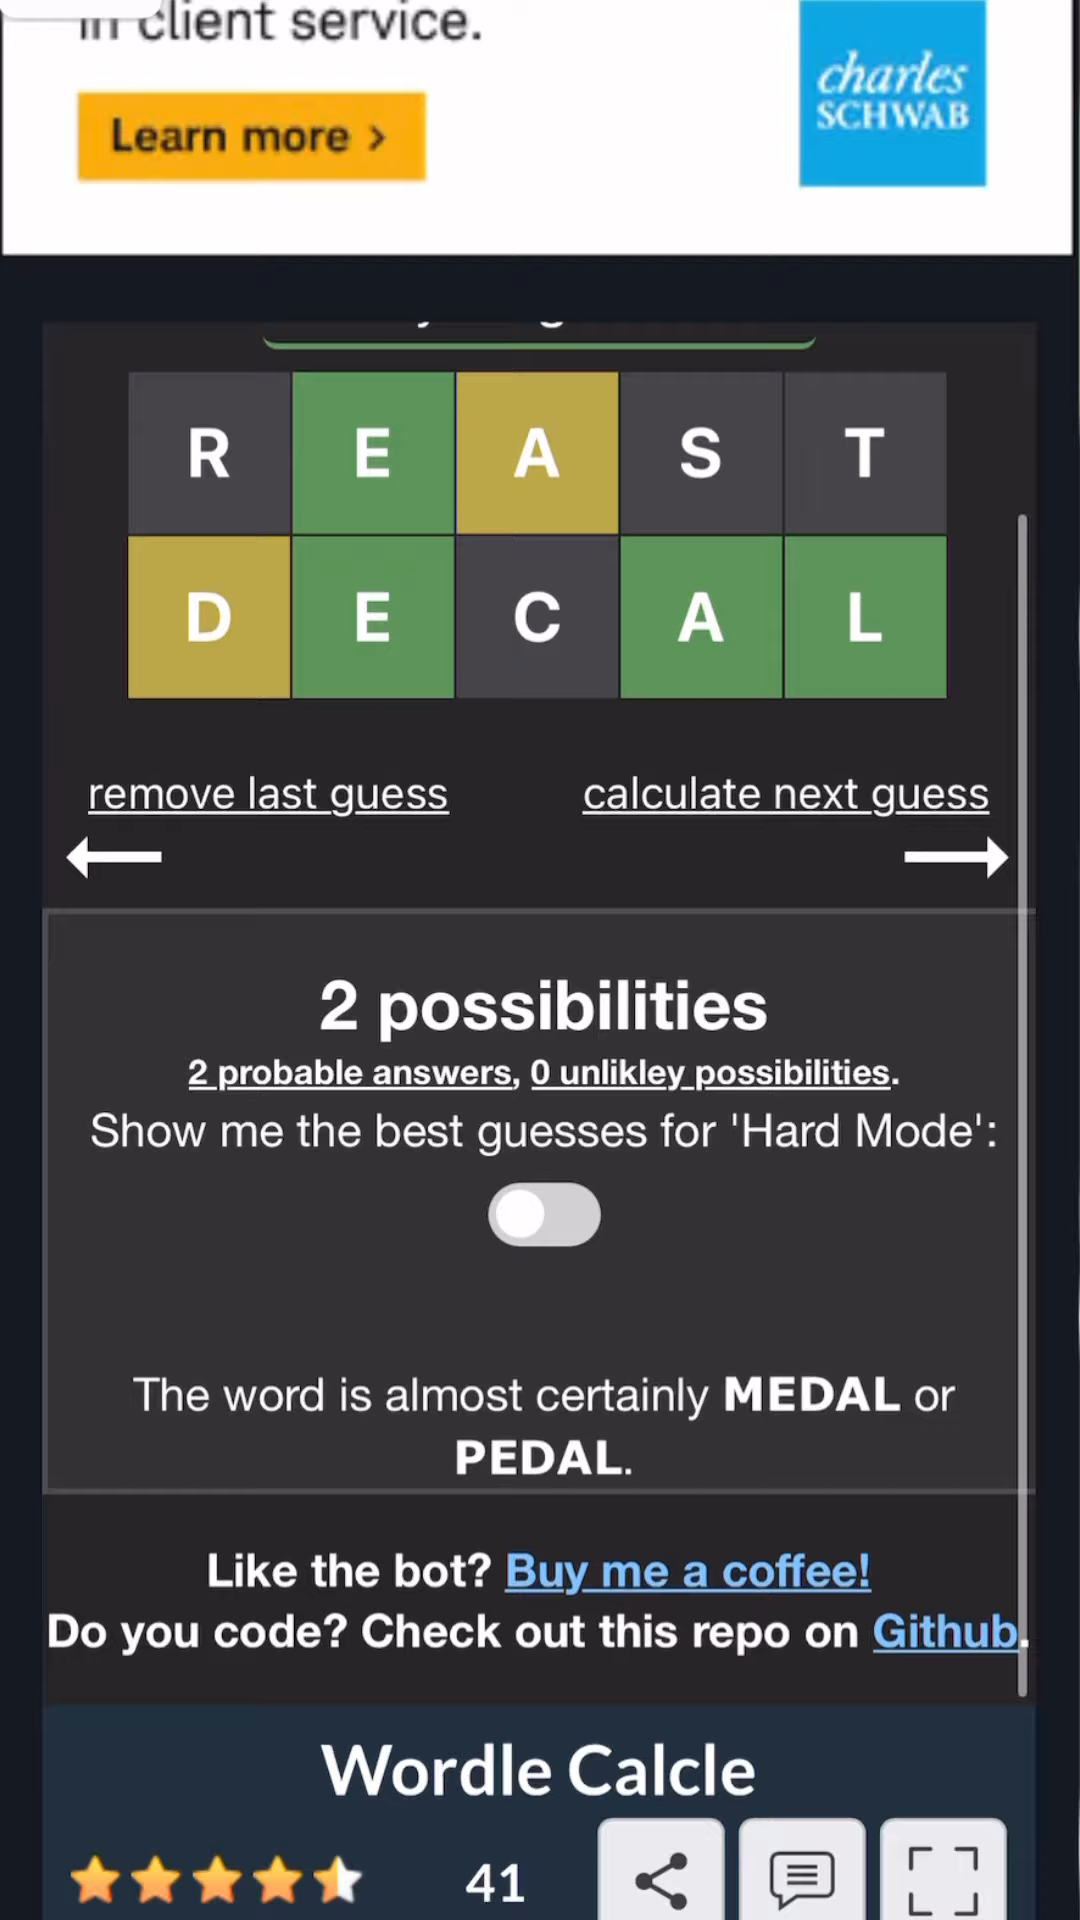 in client service.
Learn more >
charles
SCHWAB
R E A S T
D E C A L
remove last guess
calculate next guess
2 possibilities
2 probable answers, 0 unlikley possibilities.
Show me the best guesses for 'Hard Mode':
The word is almost certainly MEDAL or
PEDAL.
Like the bot? Buy me a coffee!
Do you code? Check out this repo on Github.
Wordle Calcle
41